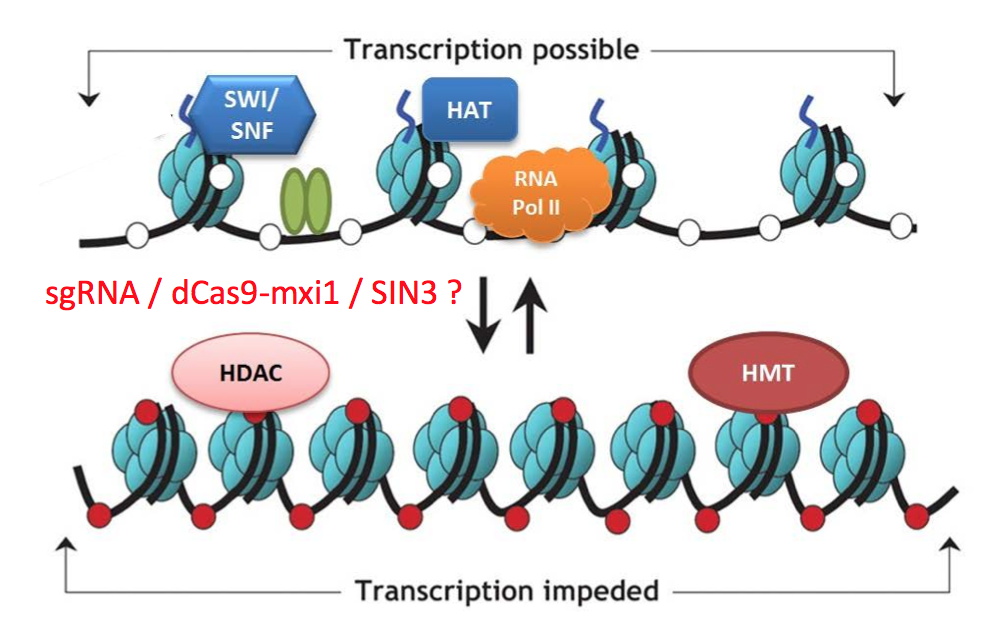 Transcription possible
SWI/
SNF
HAT
RNA
Pol II
sgRNA / dCas9-mxi1 / SIN3 ?
HDAC
HMT
Transcription impeded